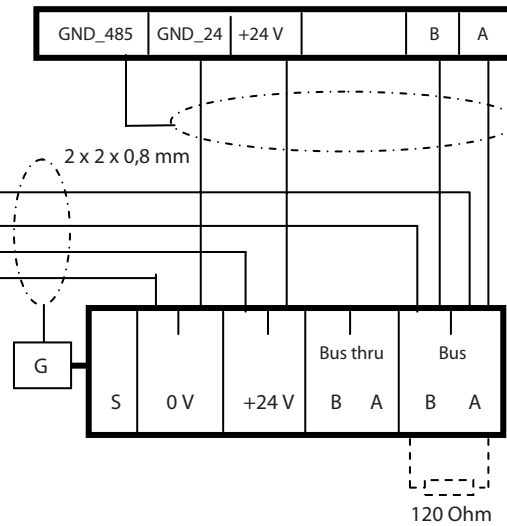 GND_485 GND_24 +24 V B A
2 x 2 x 0,8 mm
G
Bus thru Bus
S 0 V +24 V B A B A
120 Ohm